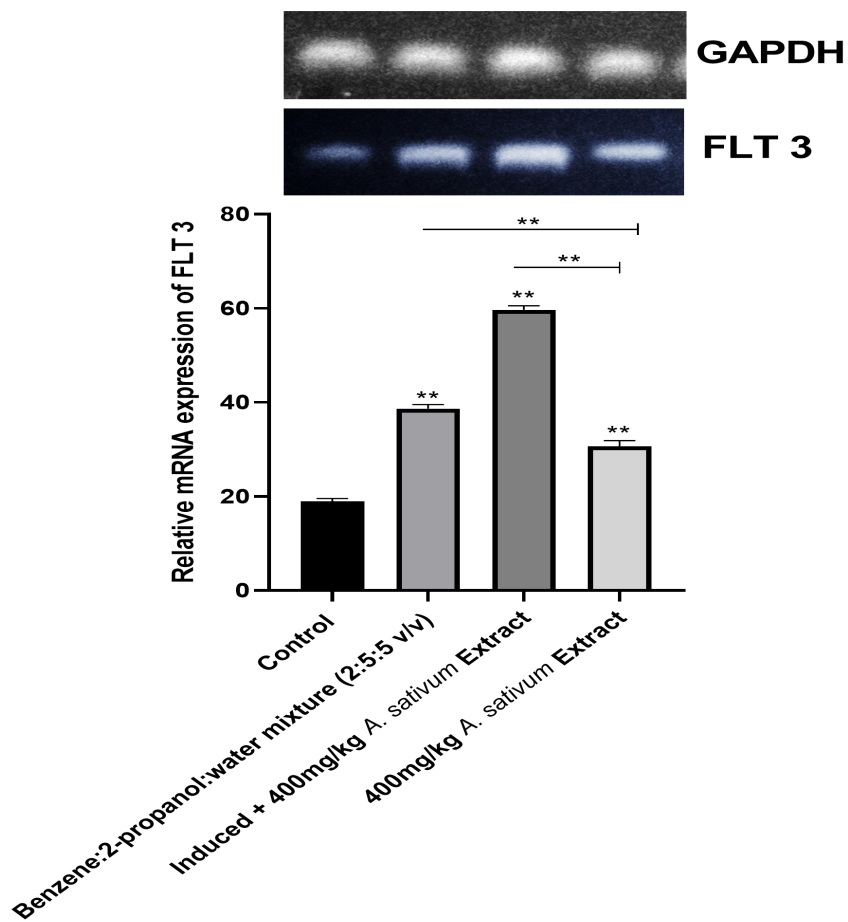 GAPDH
FLT 3
Relative mRNA expression of FLT 3
80
60
40
20
0
**
**
**
**
**
Control
Benzene:2-propanol:water mixture (2:5:5 v/v)
Induced + 400mg/kg A. sativum Extract
400mg/kg A. sativum Extract